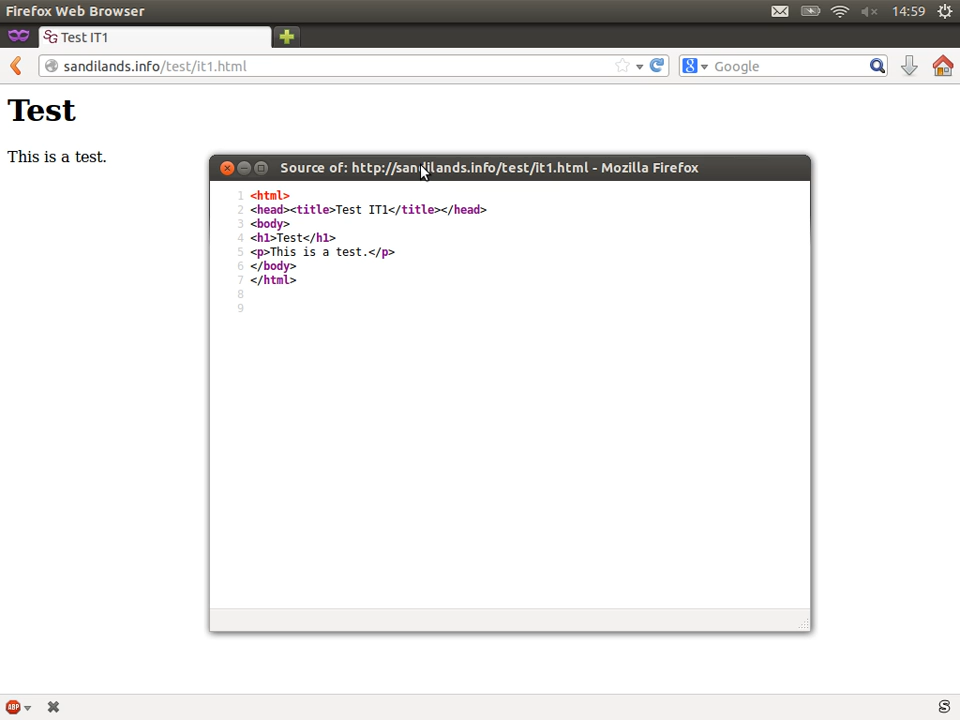 Firefox Web Browser
14:59
Test IT1
sandilands.info/test/it1.html
Google
Test
This is a test.
Source of: http://sandilands.info/test/it1.html - Mozilla Firefox
1 <html>
2 <head><title>Test IT1</title></head>
3 <body>
4 <h1>Test</h1>
5 <p>This is a test.</p>
6 </body>
7 </html>
8
9
ABP
S